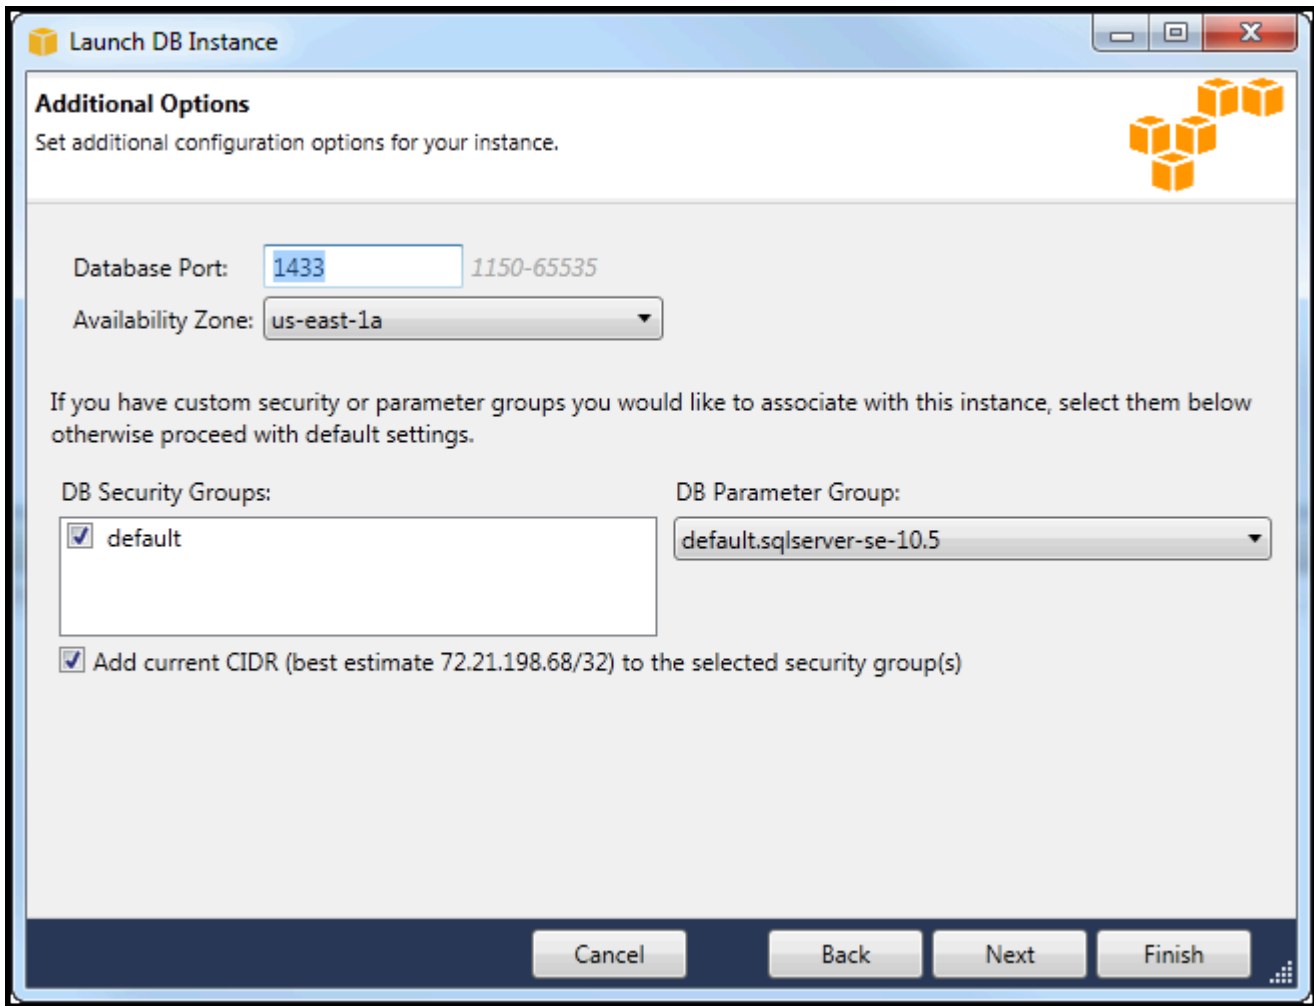 Launch DB Instance
Additional Options
Set additional configuration options for your instance.
Database Port: 1433 1150-65535
Availability Zone: us-east-1a
If you have custom security or parameter groups you would like to associate with this instance, select them below
otherwise proceed with default settings.
DB Security Groups: DB Parameter Group:
default default.sqlserver-se-10.5
Add current CIDR (best estimate 72.21.198.68/32) to the selected security group(s)
Cancel Back Next Finish